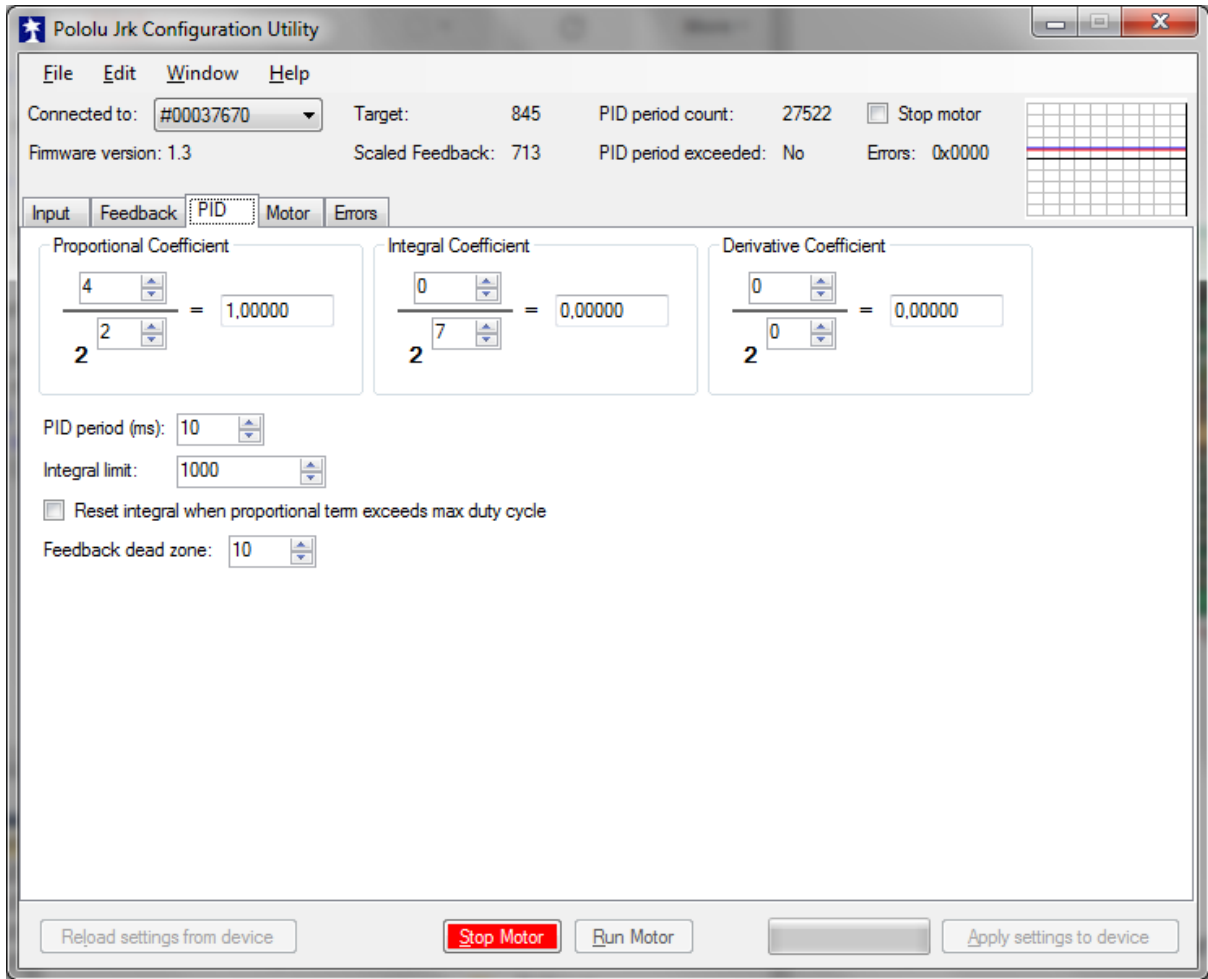 Pololu Jrk Configuration Utility
File Edit Window Help
Connected to: #00037670 Target: 845 PID period count: 27522 Stop motor
Firmware version: 1.3 Scaled Feedback: 713 PID period exceeded: No Errors: 0x0000
Input Feedback PID Motor Errors
Proportional Coefficient Integral Coefficient Derivative Coefficient
4 0 0
= 1,00000 = 0,00000 = 0,00000
2 2 2 7 2 0
PID period (ms): 10
Integral limit: 1000
Reset integral when proportional term exceeds max duty cycle
Feedback dead zone: 10
Reload settings from device Stop Motor Run Motor Apply settings to device